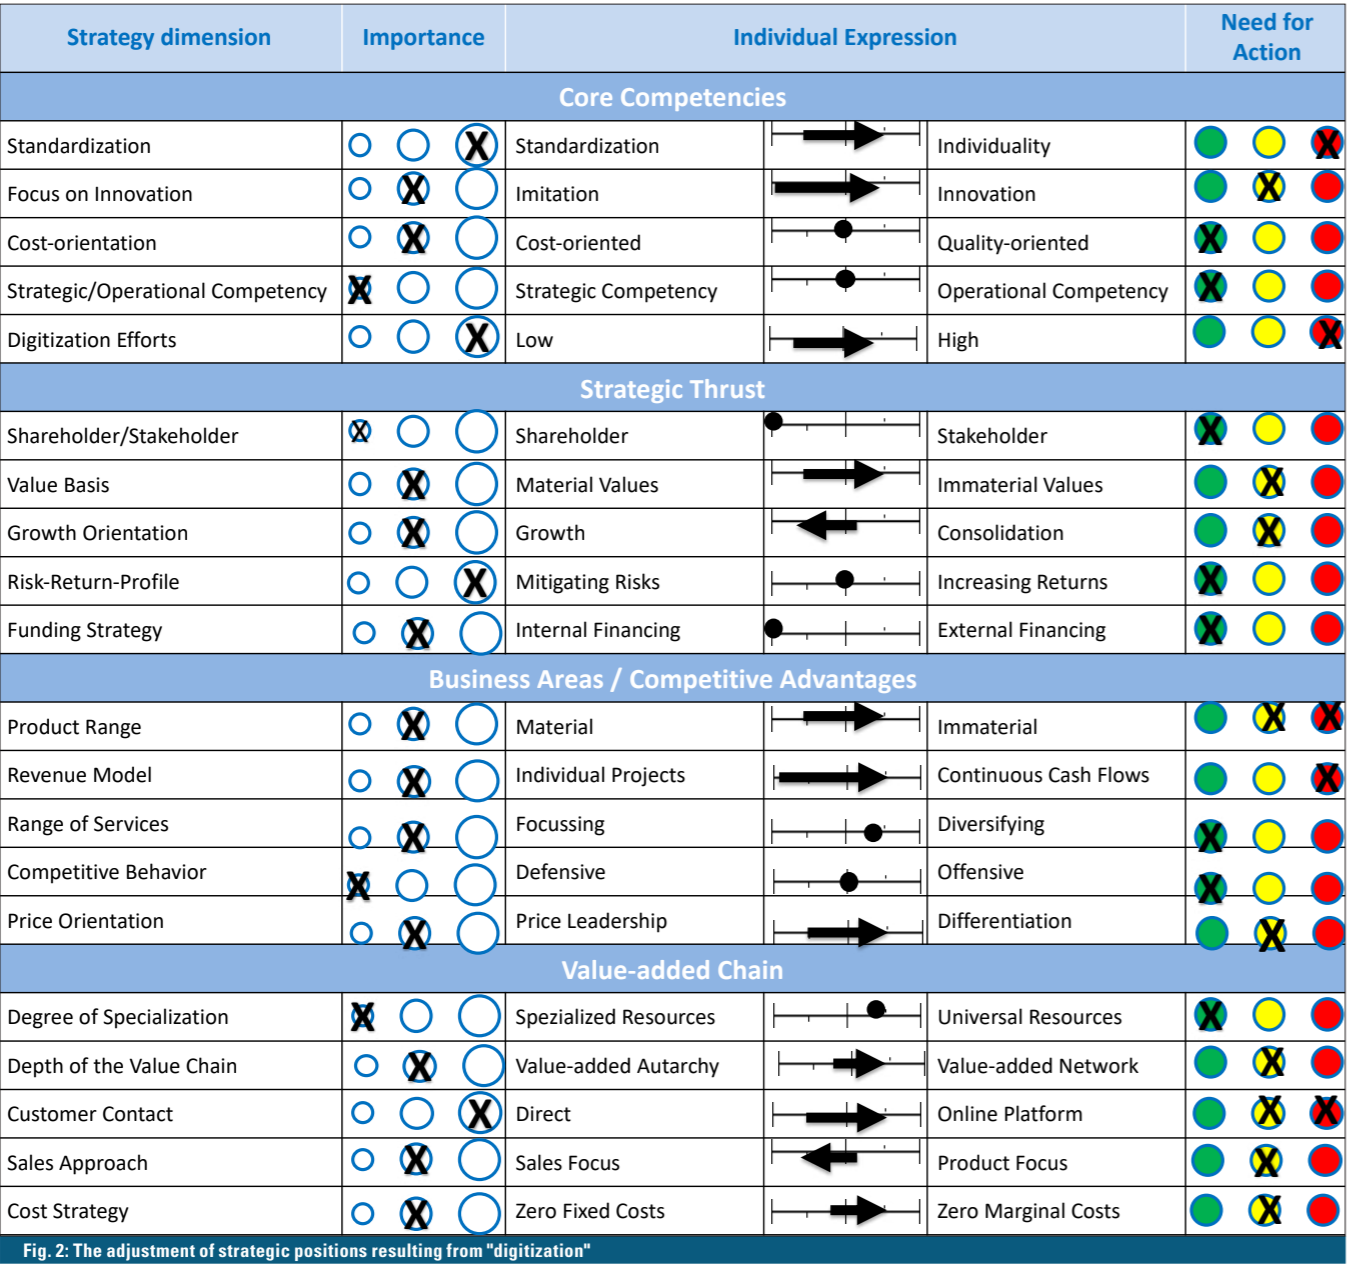 Strategy dimension Importance Individual Expression Need for
Action
Core Competencies
Standardization X Standardization Individuality X
Focus on Innovation X Imitation Innovation X
Cost-orientation X Cost-oriented Quality-oriented X
Strategic/Operational Competency X Strategic Competency Operational Competency X
Digitization Efforts X Low High X
Strategic Thrust
Shareholder/Stakeholder X Shareholder Stakeholder X
Value Basis X Material Values Immaterial Values X
Growth Orientation X Growth Consolidation X
Risk-Return-Profile X Mitigating Risks Increasing Returns X
Funding Strategy X Internal Financing External Financing X
Business Areas / Competitive Advantages
Product Range X Material Immaterial X X
Revenue Model X Individual Projects Continuous Cash Flows X
Range of Services X Focussing Diversifying X
Competitive Behavior X Defensive Offensive X
Price Orientation X Price Leadership Differentiation X
Value-added Chain
Degree of Specialization X Spezialized Resources Universal Resources X
Depth of the Value Chain X Value-added Autarchy Value-added Network X
Customer Contact X Direct Online Platform X X
Sales Approach X Sales Focus Product Focus X
Cost Strategy X Zero Fixed Costs Zero Marginal Costs X
Fig. 2: The adjustment of strategic positions resulting from "digitization"